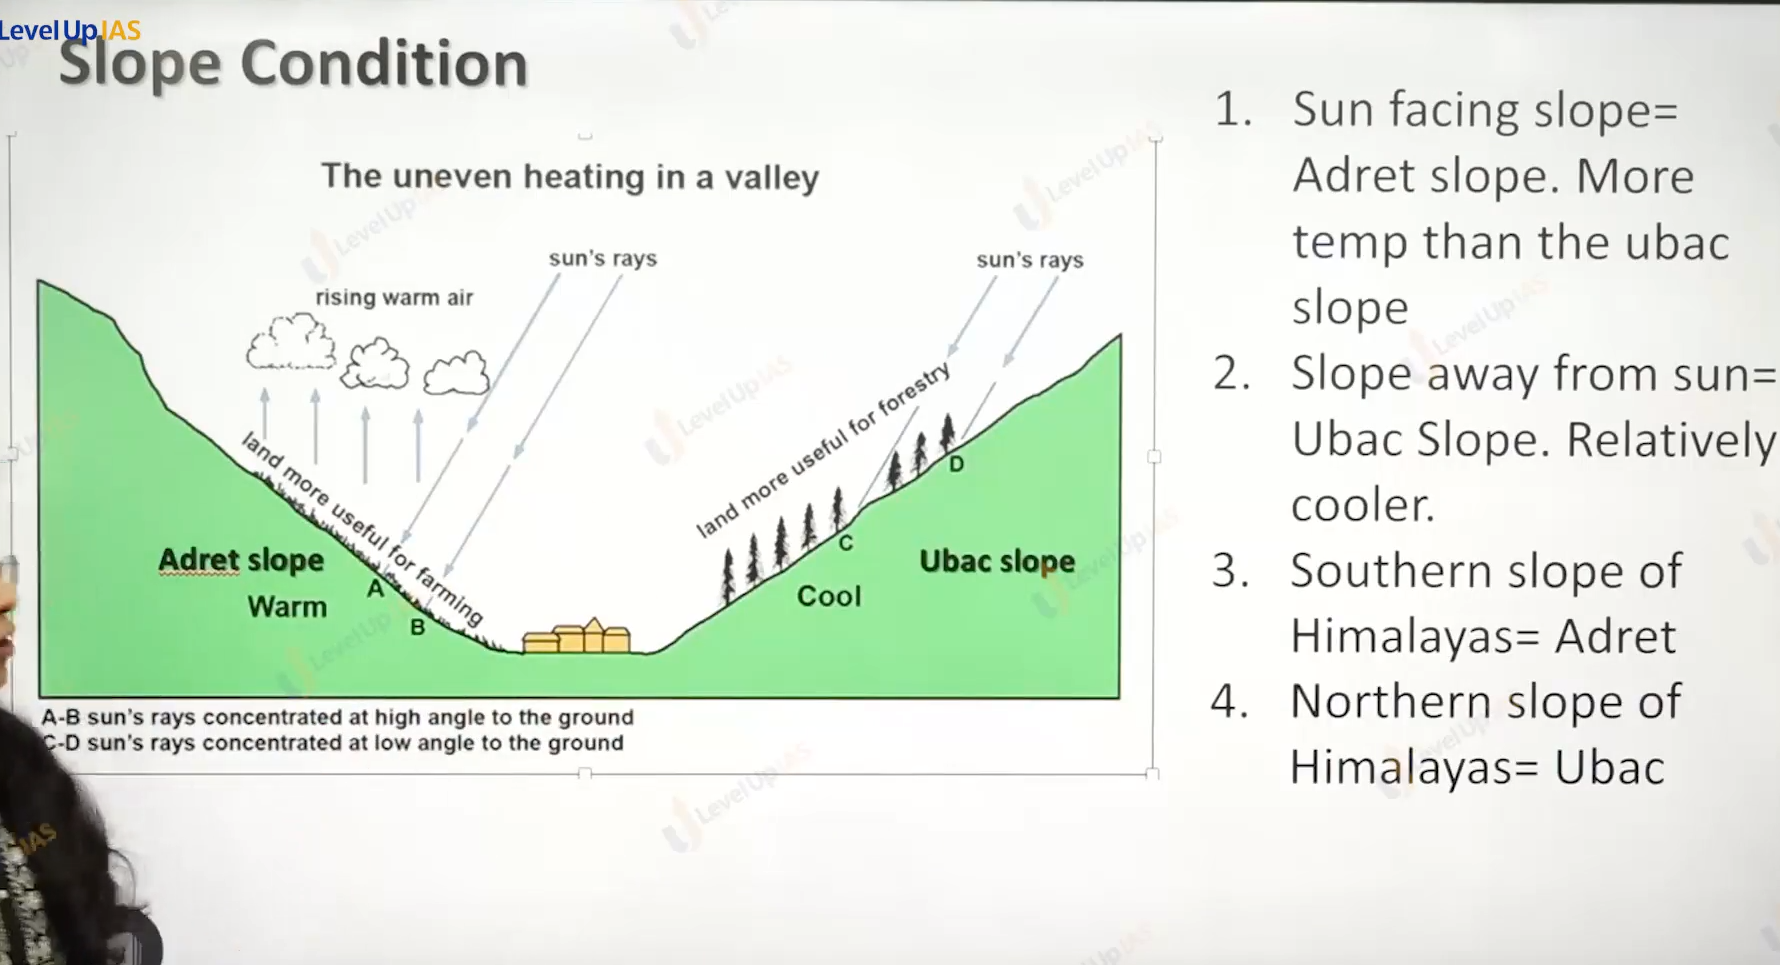 LevelUp IAS
Slope Condition
The uneven heating in a valley
sun's rays
sun's rays
rising warm air
land more useful for farming
land more useful for forestry
Adret slope
Warm
A
B
C
D
Cool
Ubac slope
A-B sun's rays concentrated at high angle to the ground
C-D sun's rays concentrated at low angle to the ground
1. Sun facing slope=
Adret slope. More
temp than the ubac
slope
2. Slope away from sun=
Ubac Slope. Relatively
cooler.
3. Southern slope of
Himalayas= Adret
4. Northern slope of
Himalayas= Ubac